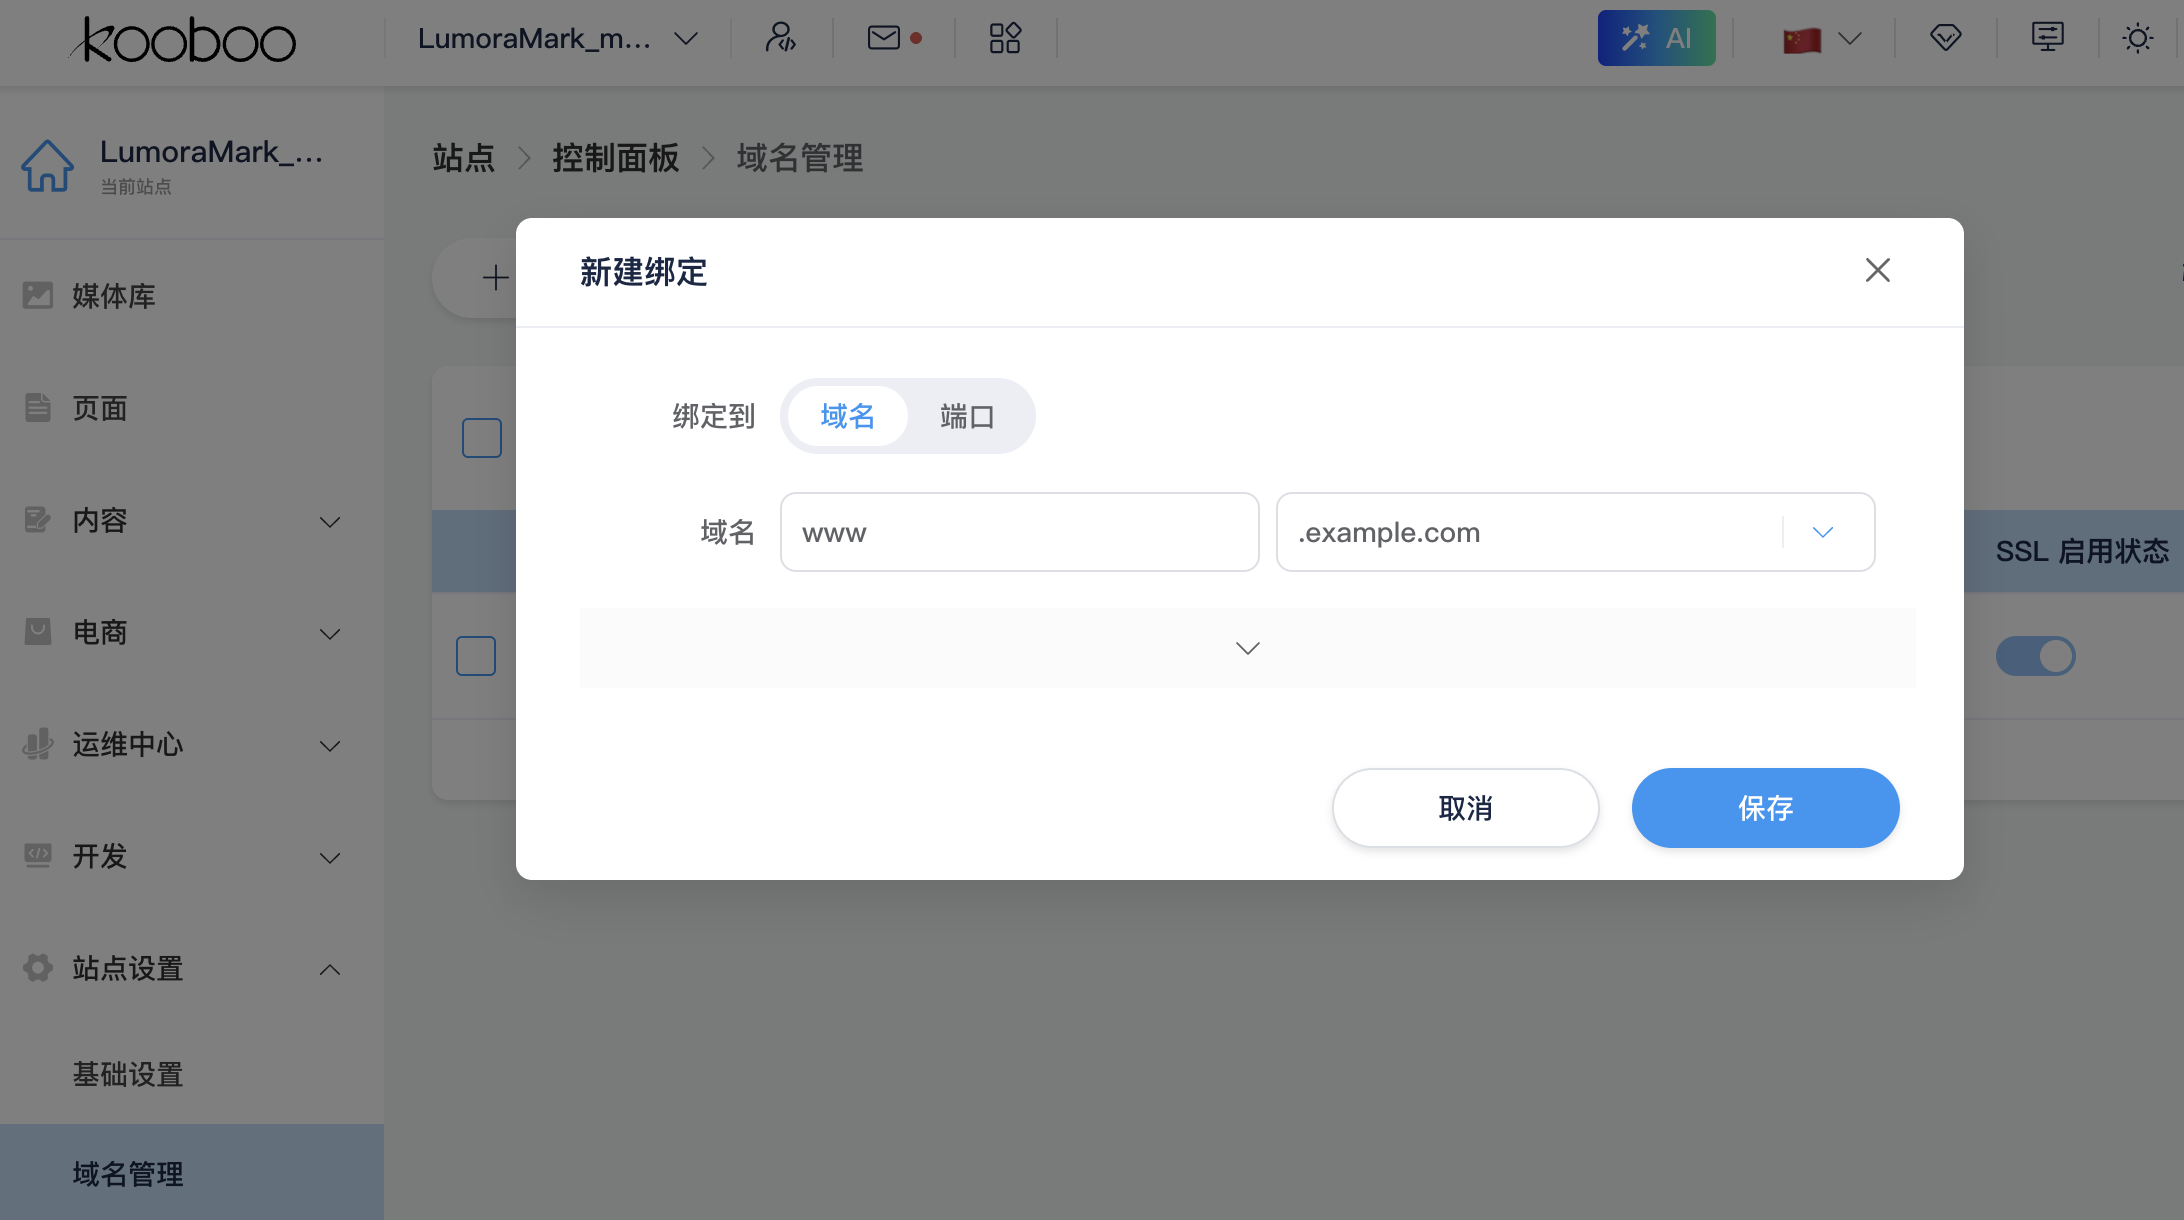 kooboo
LumoraMark_m...
AI
LumoraMark_...
当前站点
媒体库
页面
内容
电商
运维中心
开发
站点设置
基础设置
域名管理
站点 > 控制面板 > 域名管理
新建绑定
绑定到 域名 端口
域名 www .example.com
取消 保存
SSL 启用状态